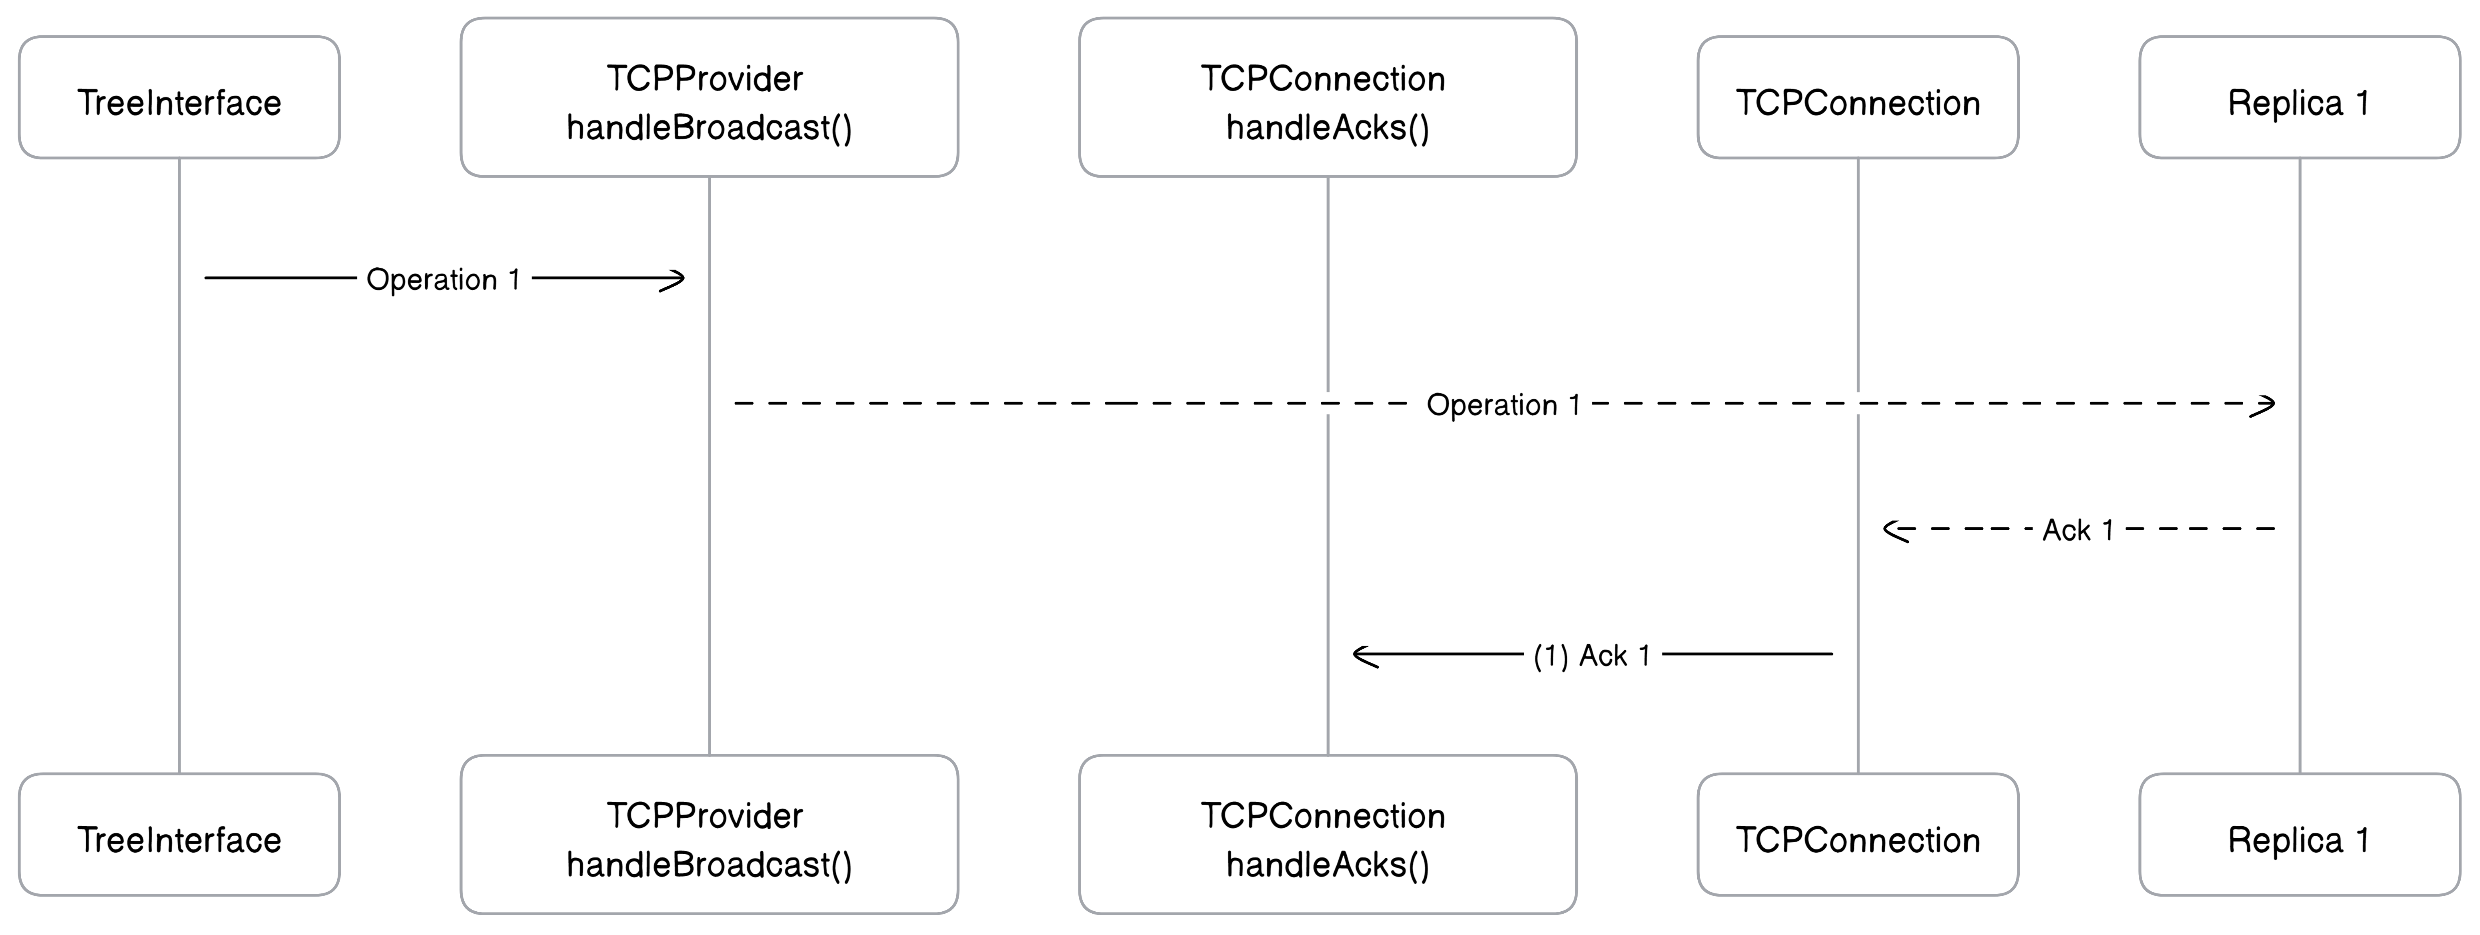 TreeInterface
TCPProvider
handleBroadcast()
TCPConnection
handleAcks()
TCPConnection
Replica 1
Operation 1
Operation 1
Ack 1
(1) Ack 1
TreeInterface
TCPProvider
handleBroadcast()
TCPConnection
handleAcks()
TCPConnection
Replica 1